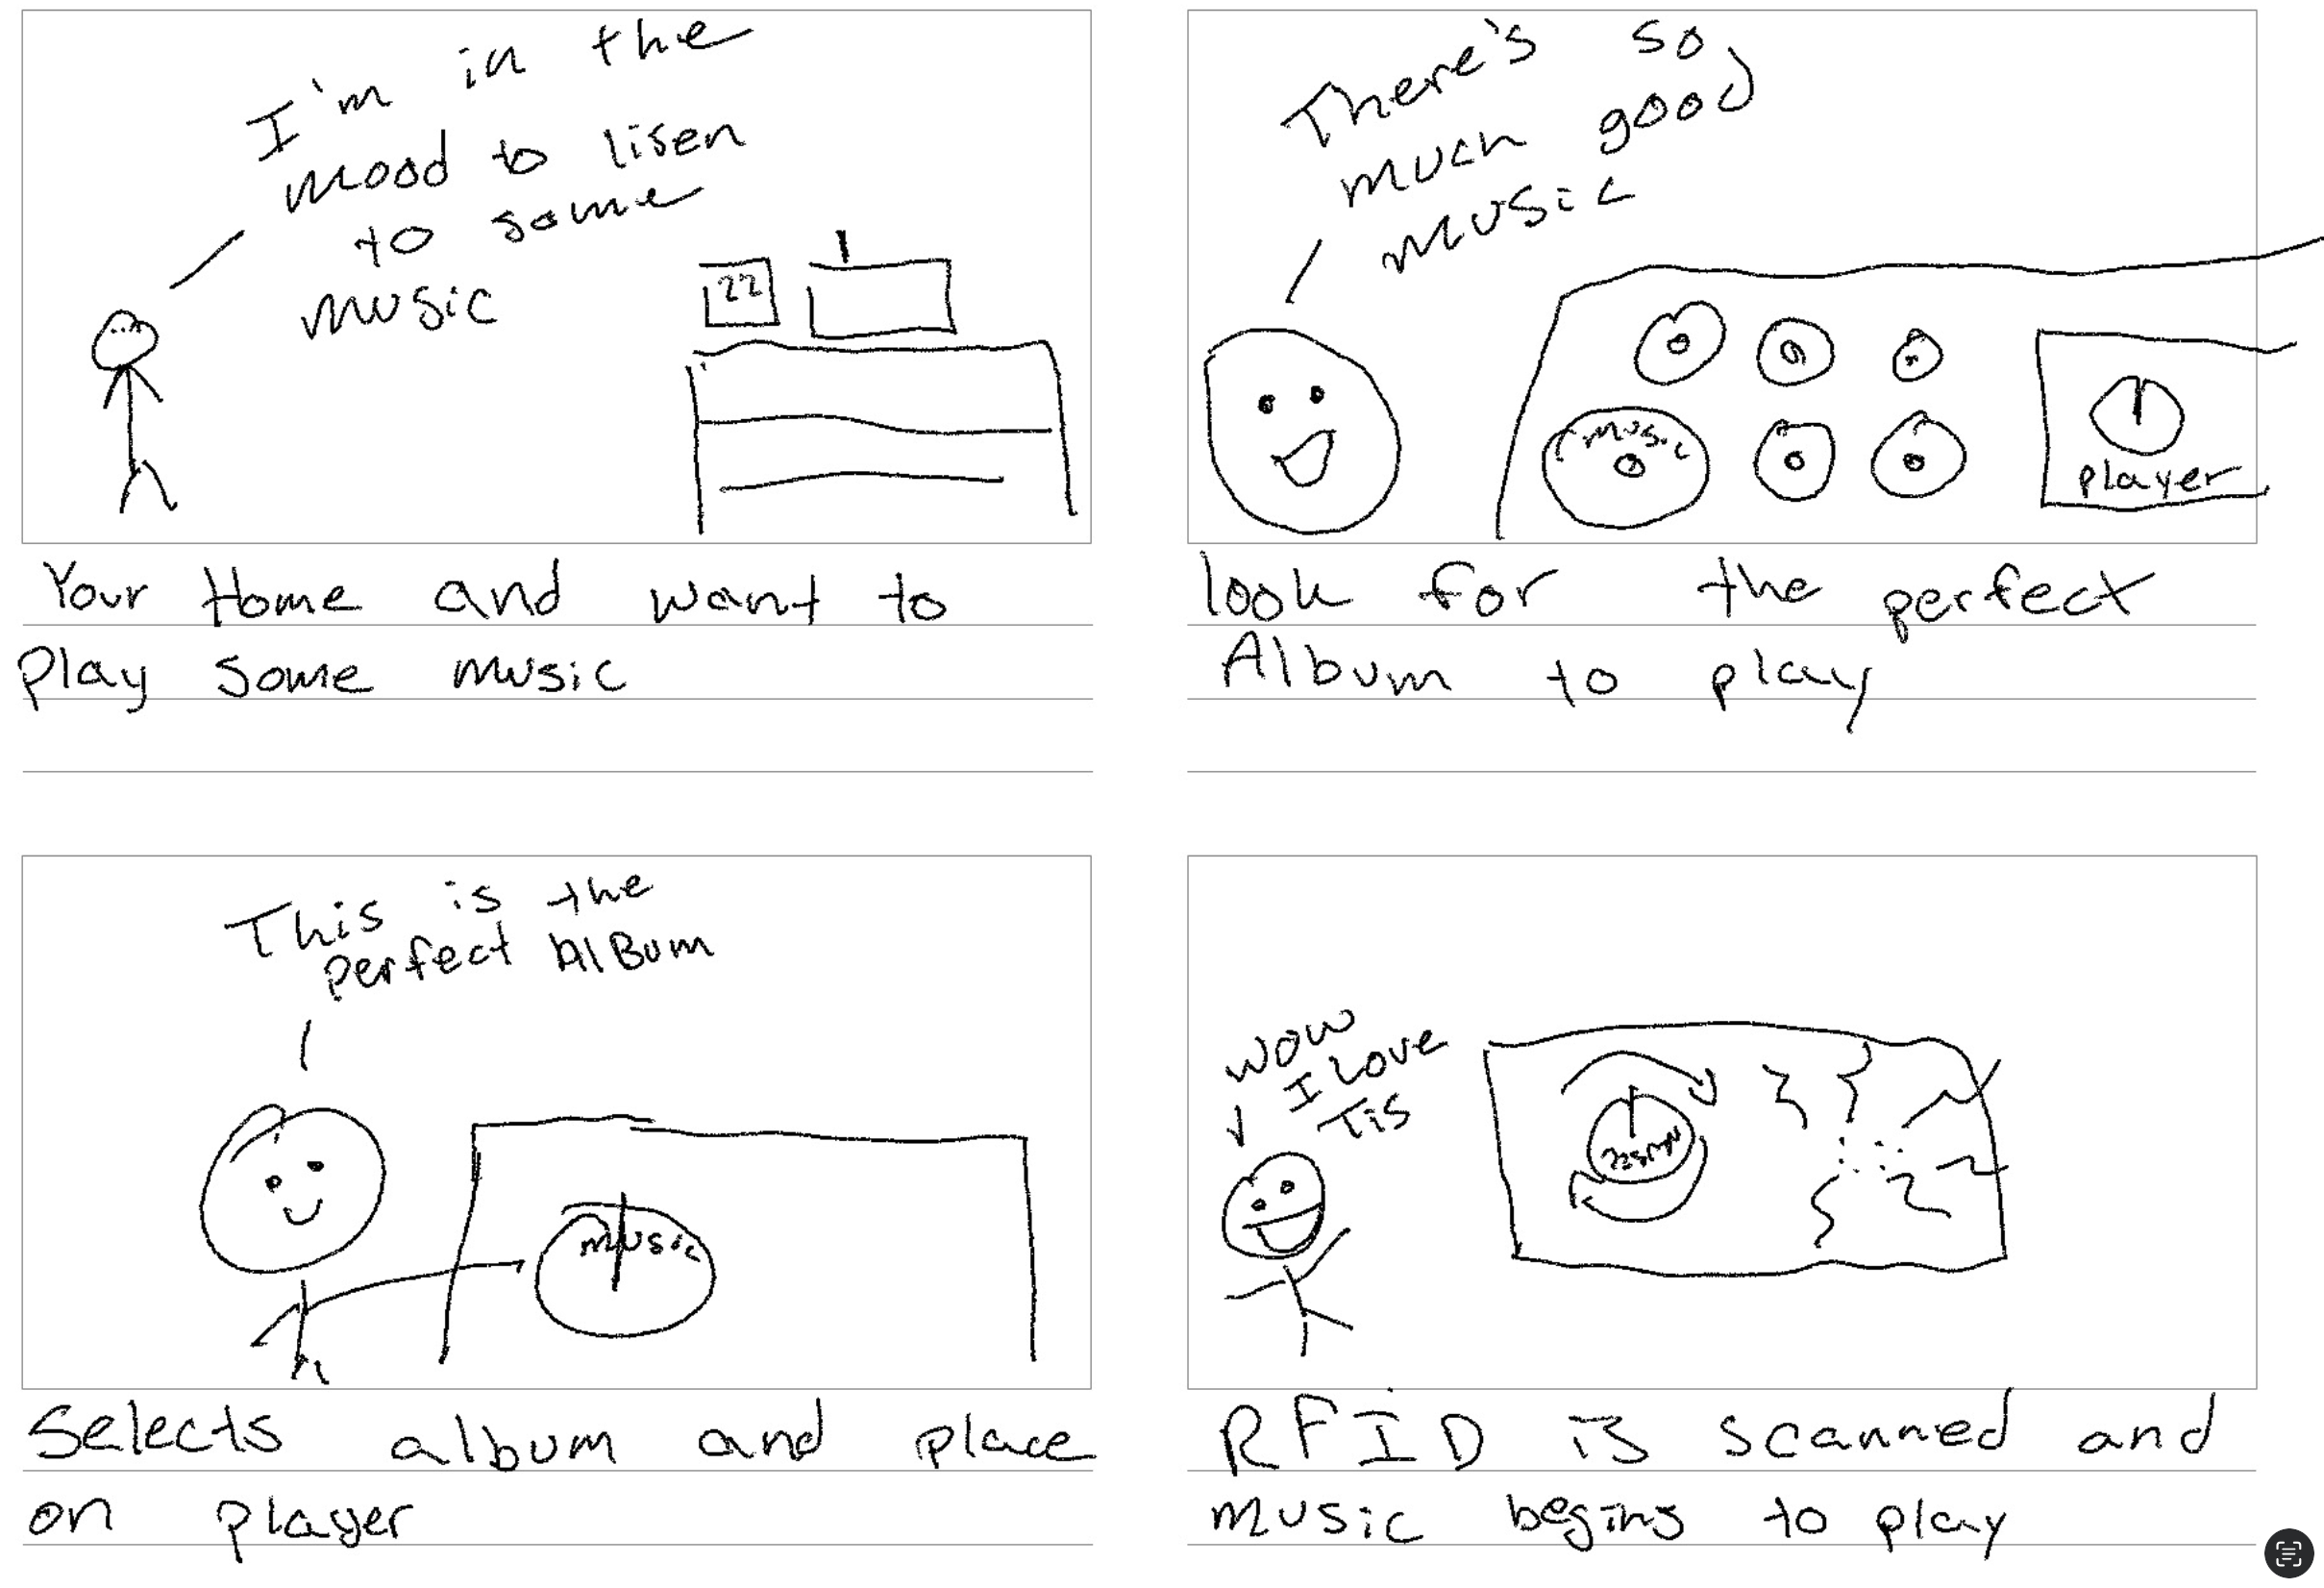 I'm in the
mood to lisen
to some
music
22
Your Home and want to
Play some music
There's so
much good
music
music
player
look for the perfect
Album to play
This is the
perfect AlBum
music
Selects album and place
on player
wow
I Love
Tis
RFID is scanned and
music begins to play